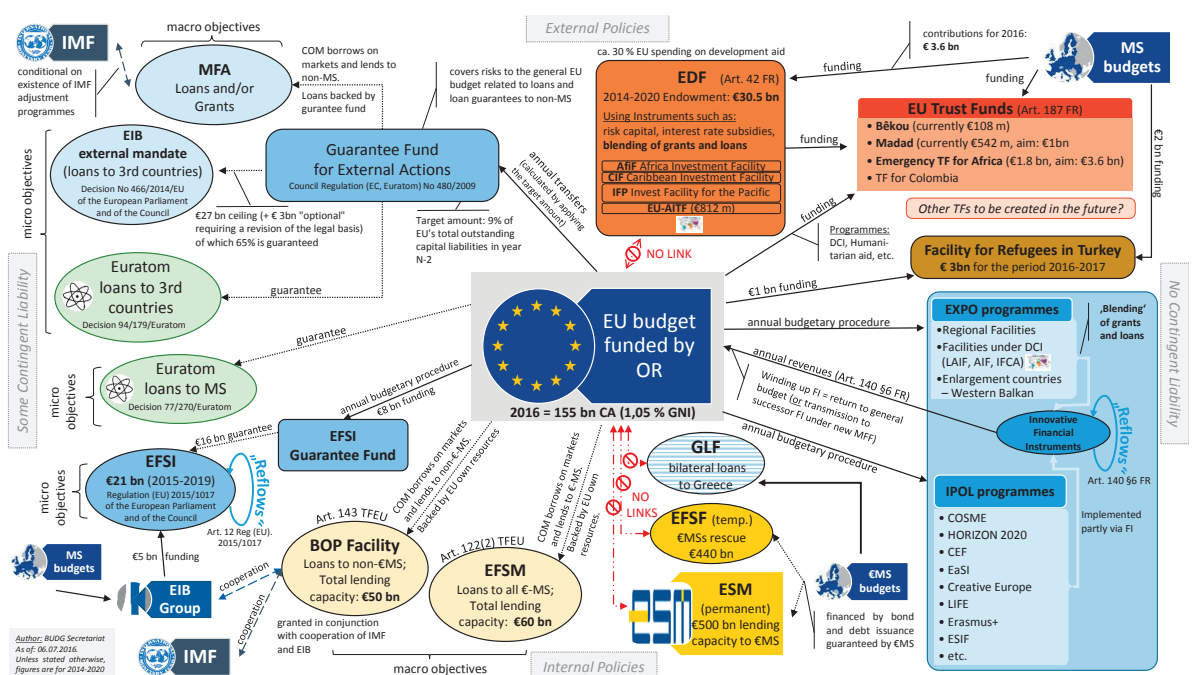 macro objectives
External Policies
IMF
conditional on
existence of IMF
adjustment
programmes
MFA
Loans and/or
Grants
COM borrows on
markets and lends to
non-MS.
Loans backed by
gurantee fund
covers risks to the general EU
budget related to loans and
loan guarantees to non-MS
ca. 30 % EU spending on development aid
EDF (Art. 42 FR)
2014-2020 Endowment: €30.5 bn
Using Instruments such as:
risk capital, interest rate subsidies,
blending of grants and loans
AfiF Africa Investment Facility
CIF Caribbean Investment Facility
IFP Invest Facility for the Pacific
EU-AITF (€812 m)
NO LINK
contributions for 2016:
€ 3.6 bn
MS
budgets
funding
funding
funding
funding
EU Trust Funds (Art. 187 FR)
• Bêkou (currently €108 m)
• Madad (currently €542 m, aim: €1bn)
• Emergency TF for Africa (€1.8 bn, aim: €3.6 bn)
• TF for Colombia
Other TFs to be created in the future?
€2 bn funding
Programmes:
DCI, Humani-
tarian aid, etc.
Facility for Refugees in Turkey
€ 3bn for the period 2016-2017
€1 bn funding
micro objectives
EIB
external mandate
(loans to 3rd countries)
Decision No 466/2014/EU
of the European Parliament
and of the Council
Guarantee Fund
for External Actions
Council Regulation (EC, Euratom) No 480/2009
annual transfers
(calculated by applying
the target amount)
€27 bn ceiling (+ € 3bn "optional"
requiring a revision of the legal basis)
of which 65% is guaranteed
Target amount: 9% of
EU's total outstanding
capital liabilities in year
N-2
Some Contingent Liability
Euratom
loans to 3rd
countries
Decision 94/179/Euratom
guarantee
guarantee
micro
objectives
Euratom
loans to MS
Decision 77/270/Euratom
EU budget
funded by
OR
2016 = 155 bn CA (1,05 % GNI)
annual budgetary procedure
No Contingent Liability
EXPO programmes
•Regional Facilities
•Facilities under DCI
(LAIF, AIF, IFCA)
•Enlargement countries
– Western Balkan
‚Blending‘
of grants
and loans
annual revenues (Art. 140 §6 FR)
Winding up FI = return to general
budget (or transmission to
successor FI under new MFF)
annual budgetary procedure
Innovative
Financial
Instruments
„Reflows“
Art. 140 §6 FR
IPOL programmes
• COSME
• HORIZON 2020
• CEF
• EaSI
• Creative Europe
• LIFE
• Erasmus+
• ESIF
• etc.
Implemented
partly via FI
annual budgetary procedure
€8 bn funding
EFSI
Guarantee Fund
€16 bn guarantee
micro
objectives
EFSI
€21 bn (2015-2019)
Regulation (EU) 2015/1017
of the European Parliament
and of the Council
„Reflows“
Art. 12 Reg (EU).
2015/1017
MS
budgets
€5 bn funding
EIB
Group
cooperation
cooperation
IMF
Author: BUDG Secretariat
As of: 06.07.2016.
Unless stated otherwise,
figures are for 2014-2020
COM borrows on markets
and lends to non-€-MS.
Backed by EU own resources
Art. 143 TFEU
BOP Facility
Loans to non-€MS;
Total lending
capacity: €50 bn
granted in conjunction
with cooperation of IMF
and EIB
COM borrows on markets
and lends to €-MS.
Backed by EU own
resources.
Art. 122(2) TFEU
EFSM
Loans to all €-MS;
Total lending
capacity: €60 bn
macro objectives
Internal Policies
NO
LINKS
GLF
bilateral loans
to Greece
EFSF (temp.)
€MSs rescue
€440 bn
ESM
ESM
(permanent)
€500 bn lending
capacity to €MS
€MS
budgets
financed by bond
and debt issuance
guaranteed by €MS